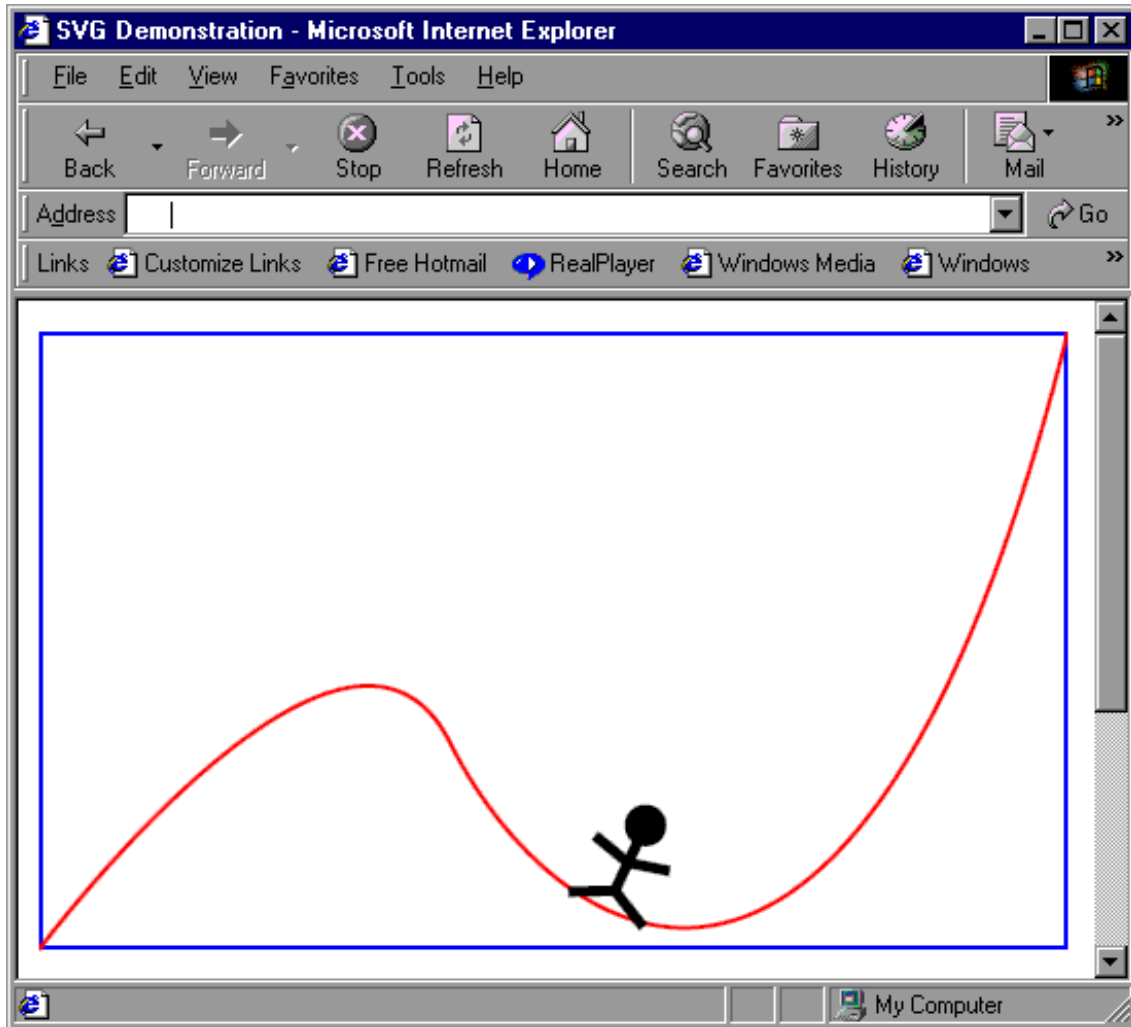 SVG Demonstration - Microsoft Internet Explorer
File Edit View Favorites Tools Help
Back Forward Stop Refresh Home Search Favorites History Mail
Address Go
Links Customize Links Free Hotmail RealPlayer Windows Media Windows
My Computer